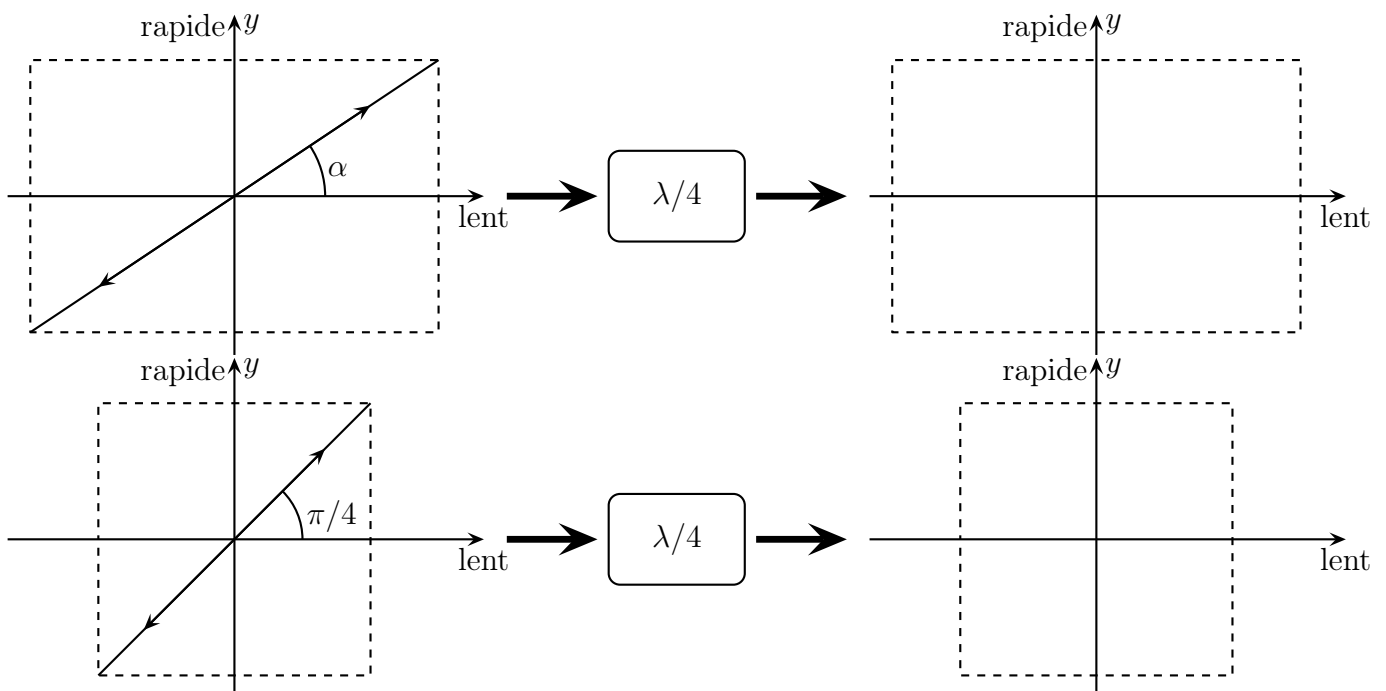 rapide y
α
lent
λ/4
rapide y
lent
rapide y
π/4
lent
λ/4
rapide y
lent